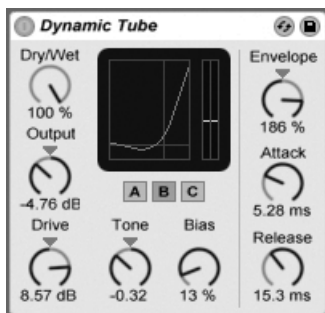 Dynamic Tube
Dry/Wet
100 %
Output
-4.76 dB
Drive
8.57 dB
A B C
Tone
-0.32
Bias
13 %
Envelope
186 %
Attack
5.28 ms
Release
15.3 ms